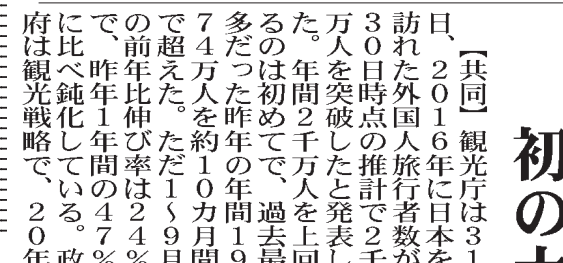 初の
【共同】観光庁は31
日、2016年に日本を
訪れた外国人旅行者数が
30日時点の推計で2千
万人を突破したと発表し
た。年間2千万人を上回
るのは初めてで、過去最
多だった昨年の年間19
74万人を約10カ月間
で超えた。ただ1〜9月
の前年比伸び率は24%
で、昨年1年間の47%
に比べ鈍化している。政
府は観光戦略で、20年